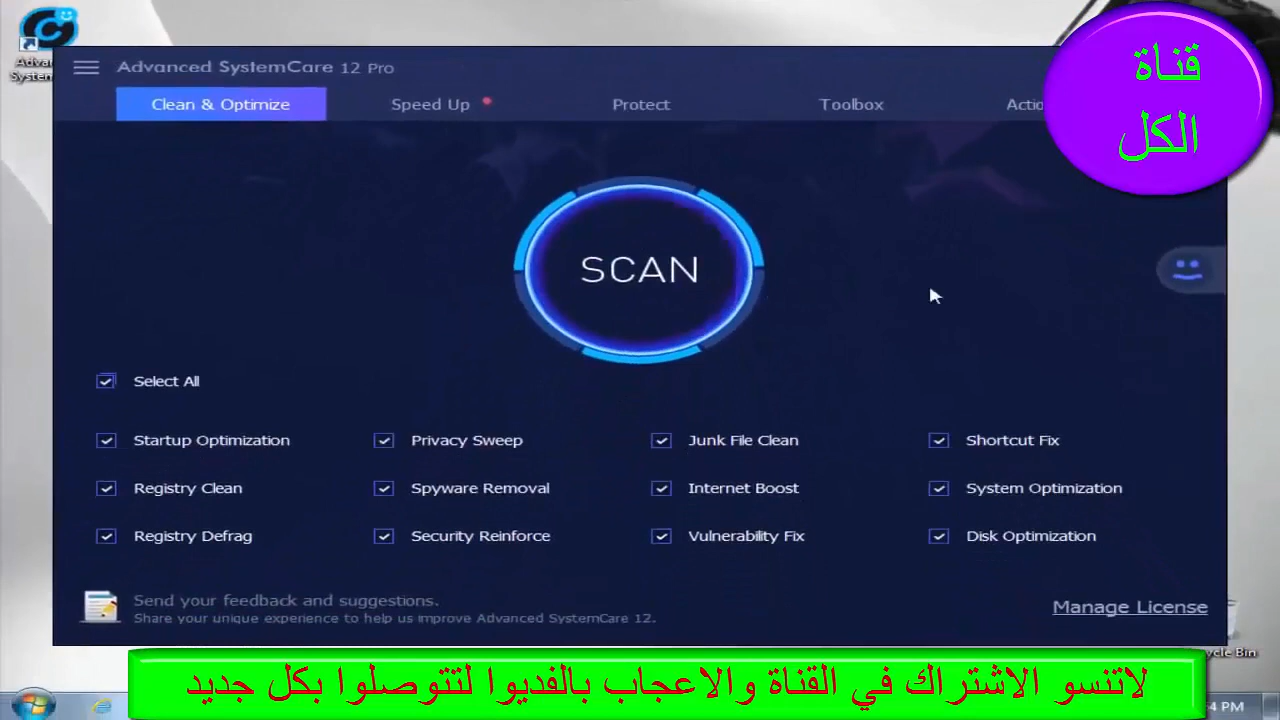 Advanced SystemCare 12 Pro
قناة
الكل
Clean & Optimize
Speed Up
Protect
Toolbox
SCAN
Select All
Startup Optimization
Privacy Sweep
Junk File Clean
Shortcut Fix
Registry Clean
Spyware Removal
Internet Boost
System Optimization
Registry Defrag
Security Reinforce
Vulnerability Fix
Disk Optimization
Send your feedback and suggestions.
Share your unique experience to help us improve Advanced SystemCare 12.
Manage License
لاتنسو الاشتراك في القناة والاعجاب بالفديوا لتتوصلوا بكل جديد